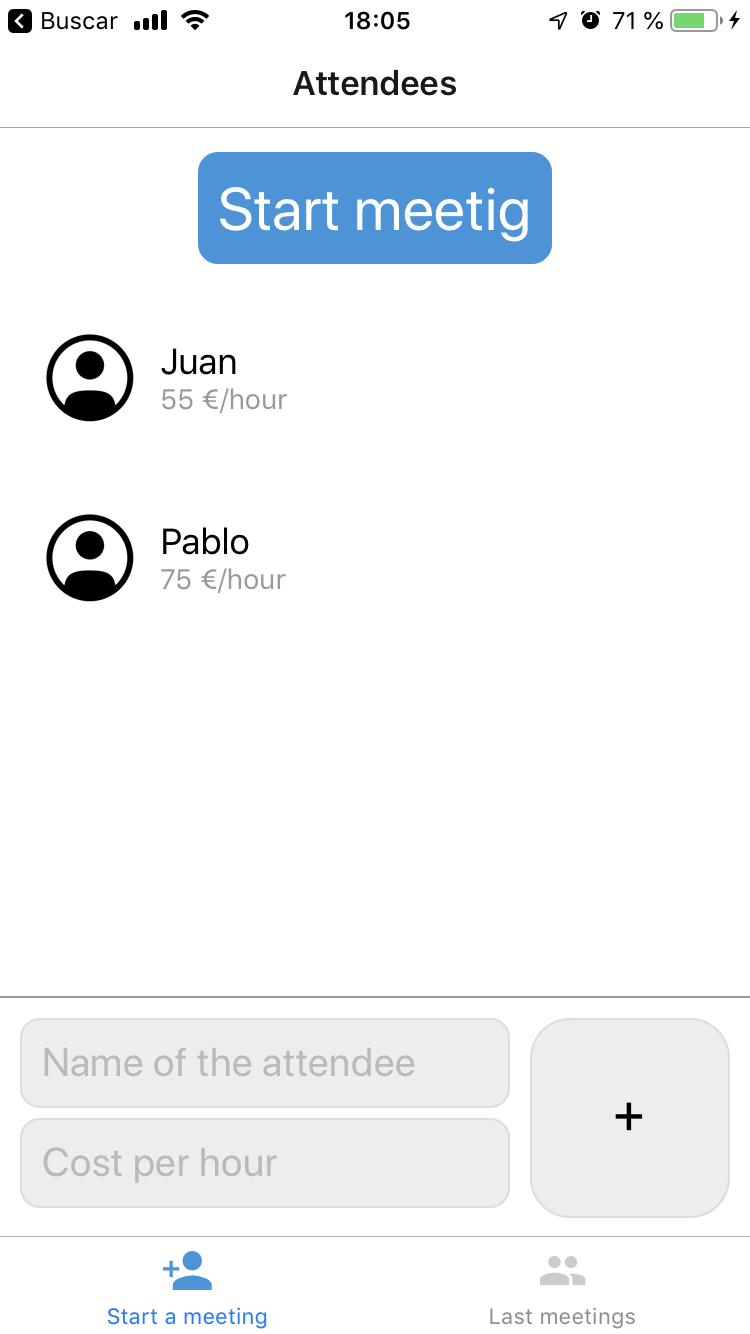 Buscar 18:05 71 %
Attendees
Start meetig
Juan
55 €/hour
Pablo
75 €/hour
Name of the attendee
+
Cost per hour
Start a meeting Last meetings